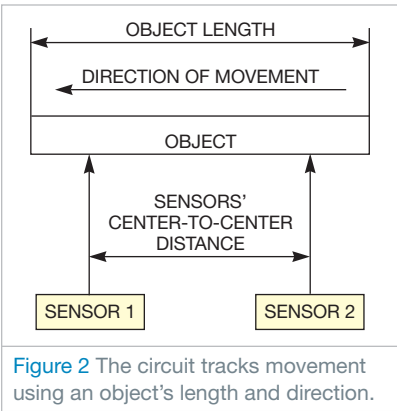 OBJECT LENGTH
DIRECTION OF MOVEMENT
OBJECT
SENSORS'
CENTER-TO-CENTER
DISTANCE
SENSOR 1 SENSOR 2
Figure 2 The circuit tracks movement
using an object's length and direction.